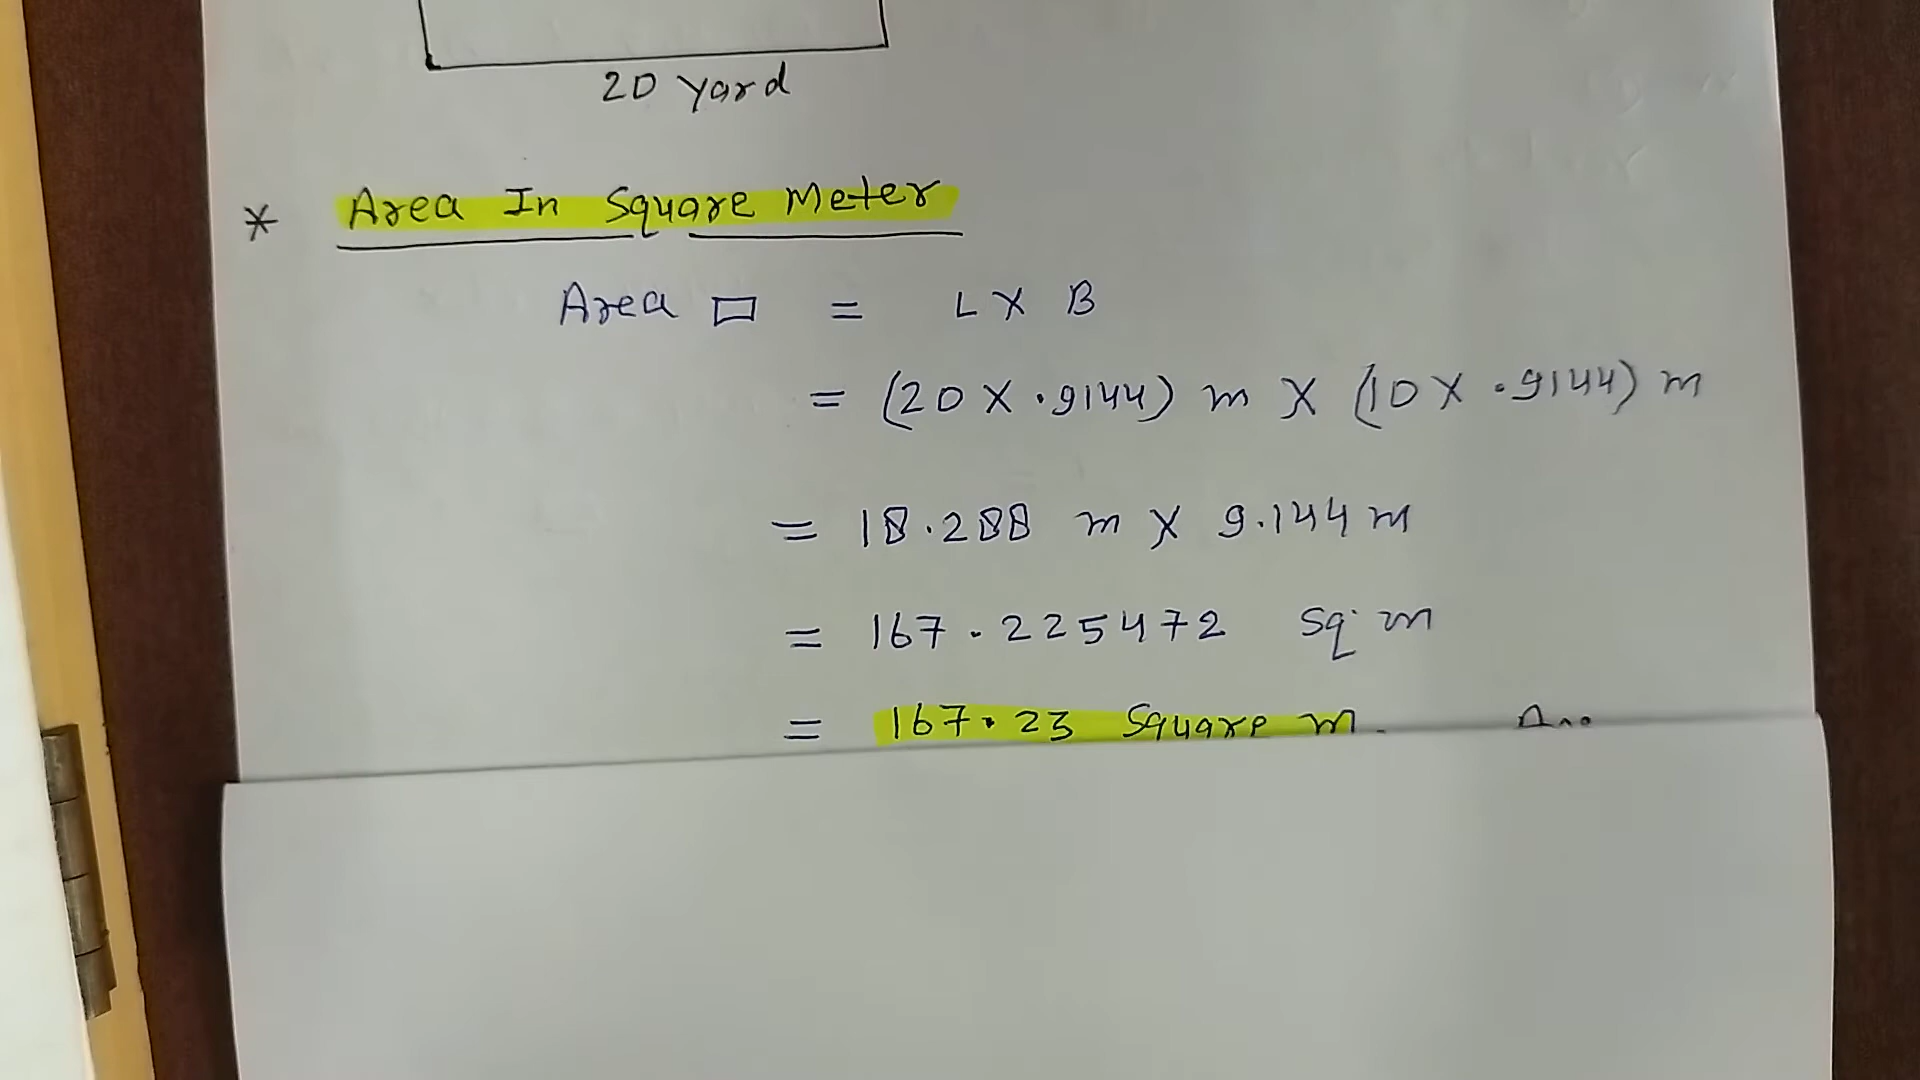 20 yard
* Area In Square Meter
Area ▭ = L X B
= (20 X .9144) m X (10 X .9144) m
= 18.288 m X 9.144 m
= 167.225472 Sq m
= 167.23 Square m.